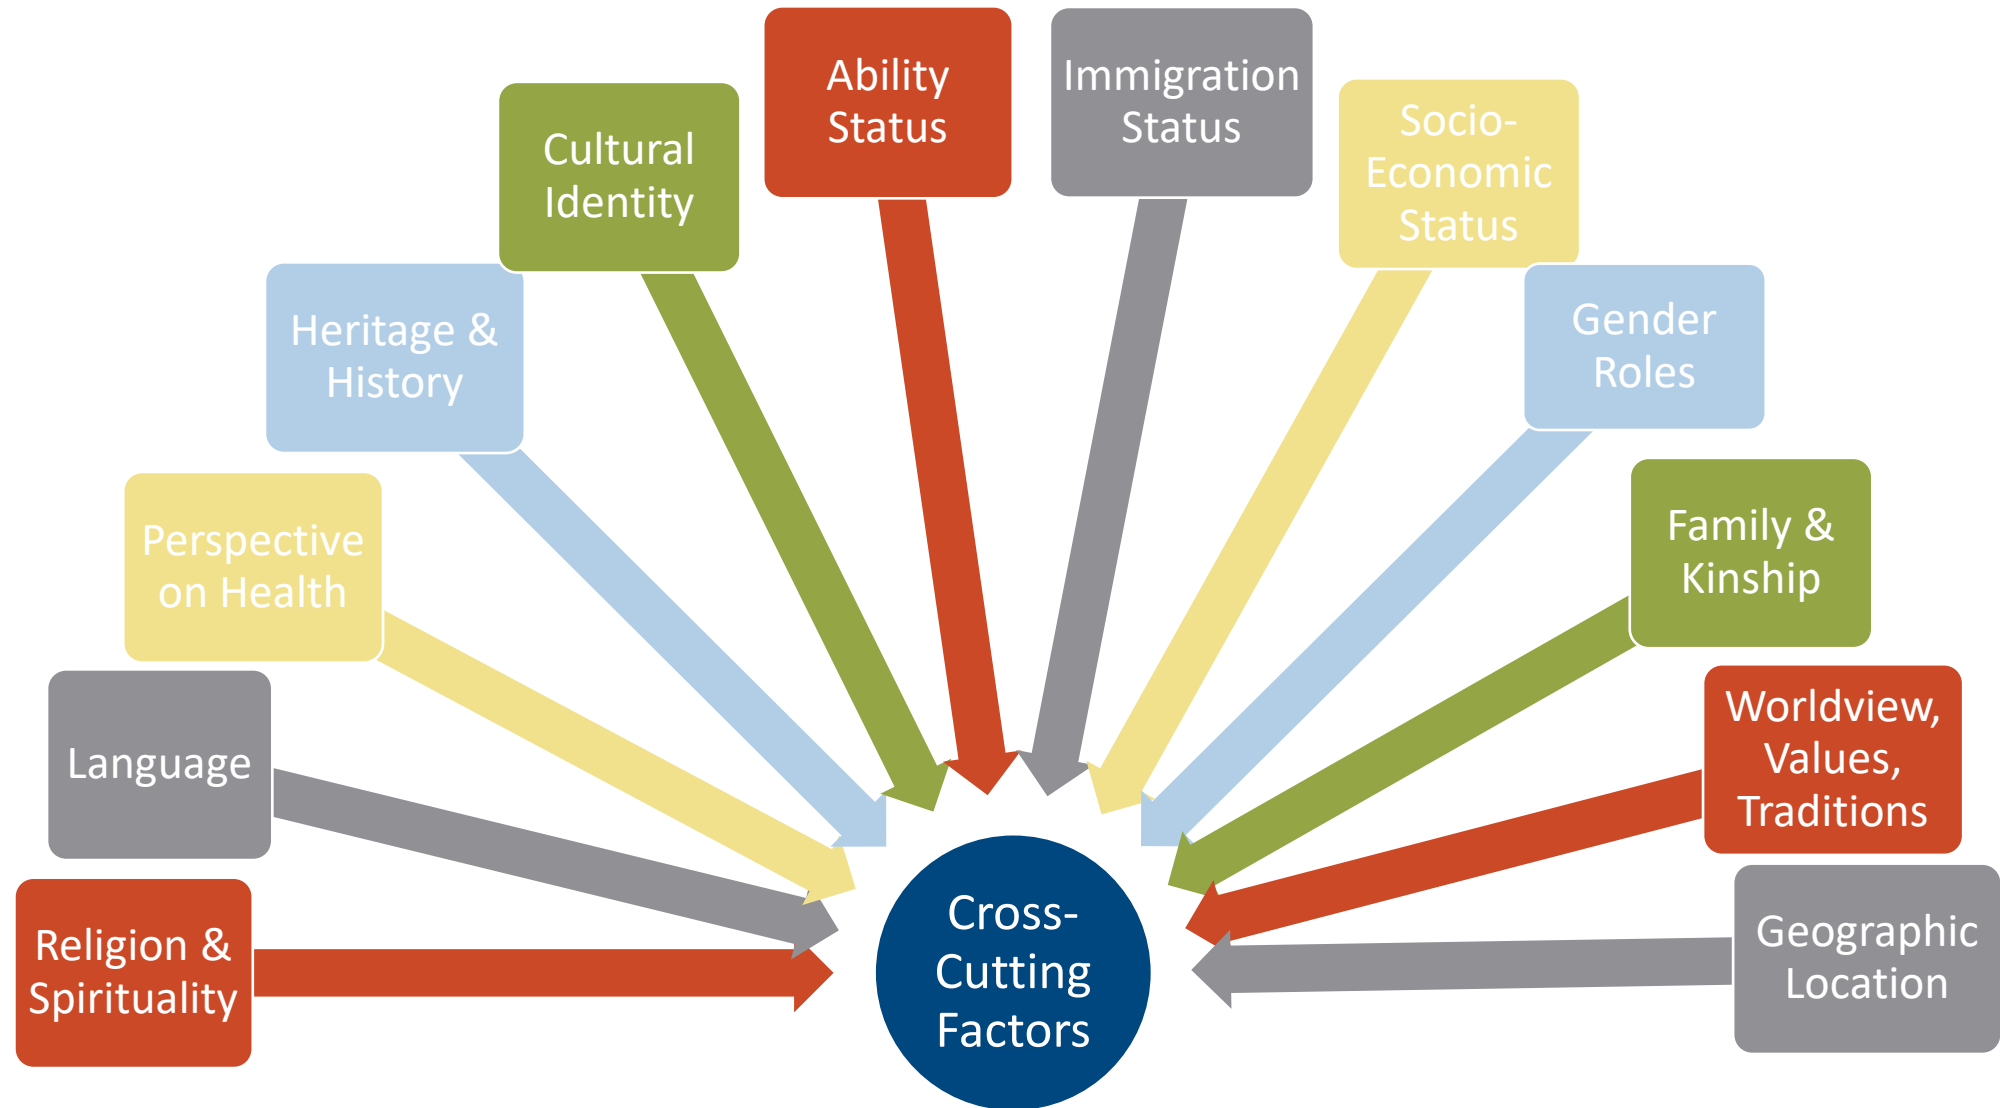 Ability
Status
Immigration
Status
Cultural
Identity
Socio-
Economic
Status
Heritage &
History
Gender
Roles
Perspective
on Health
Family &
Kinship
Language
Worldview,
Values,
Traditions
Religion &
Spirituality
Cross-
Cutting
Factors
Geographic
Location